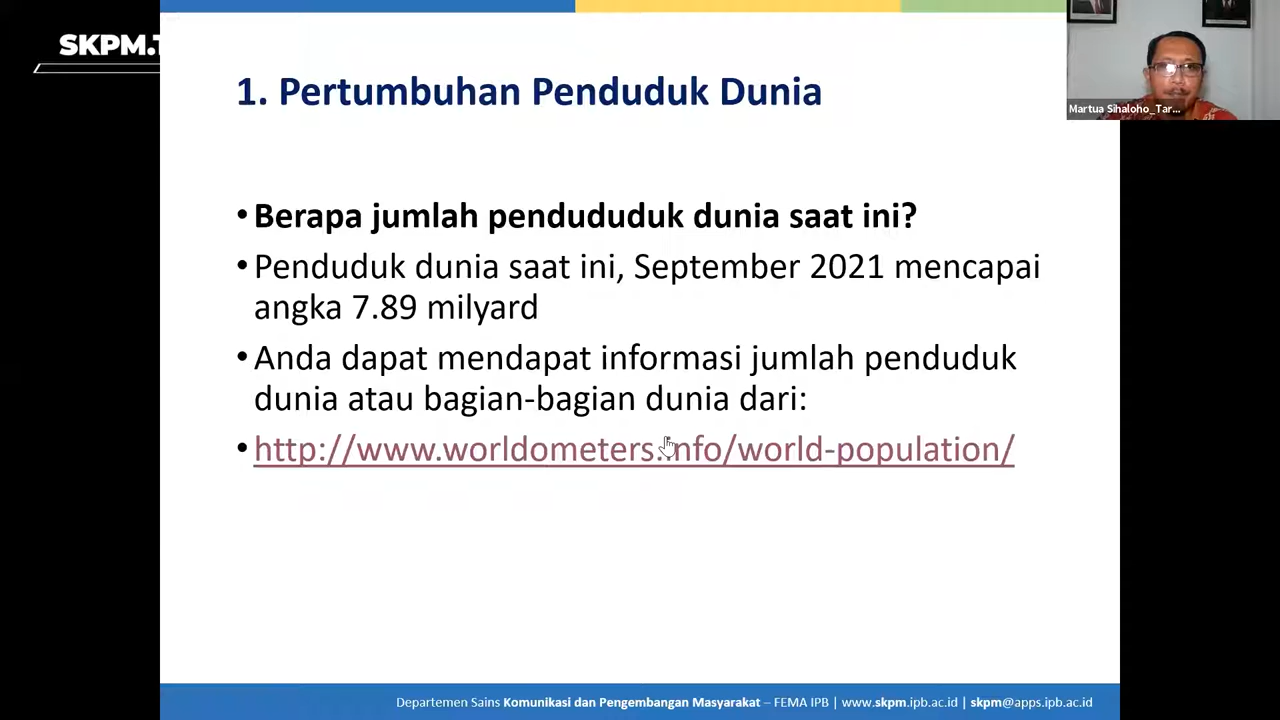 SKPM.T
1. Pertumbuhan Penduduk Dunia
Martua Sihaloho_Tar...
•Berapa jumlah pendududuk dunia saat ini?
•Penduduk dunia saat ini, September 2021 mencapai
angka 7.89 milyard
•Anda dapat mendapat informasi jumlah penduduk
dunia atau bagian-bagian dunia dari:
•http://www.worldometers.info/world-population/
Departemen Sains Komunikasi dan Pengembangan Masyarakat – FEMA IPB | www.skpm.ipb.ac.id | skpm@apps.ipb.ac.id